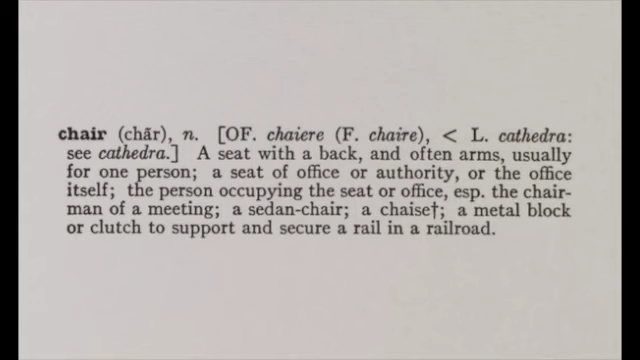 chair (chãr), n. [OF. chaiere (F. chaire), < L. cathedra:
see cathedra.] A seat with a back, and often arms, usually
for one person; a seat of office or authority, or the office
itself; the person occupying the seat or office, esp. the chair-
man of a meeting; a sedan-chair; a chaise†; a metal block
or clutch to support and secure a rail in a railroad.